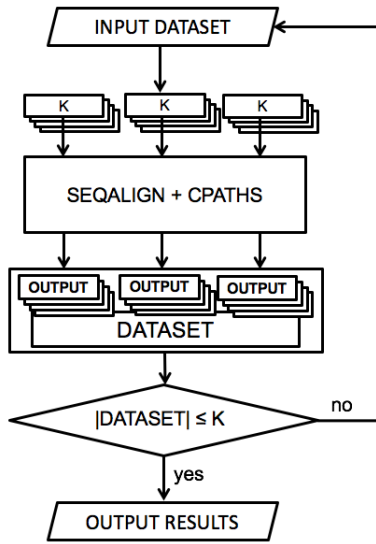 INPUT DATASET
K K K
SEQALIGN + CPATHS
OUTPUT OUTPUT OUTPUT
DATASET
|DATASET| ≤ K
no
yes
OUTPUT RESULTS